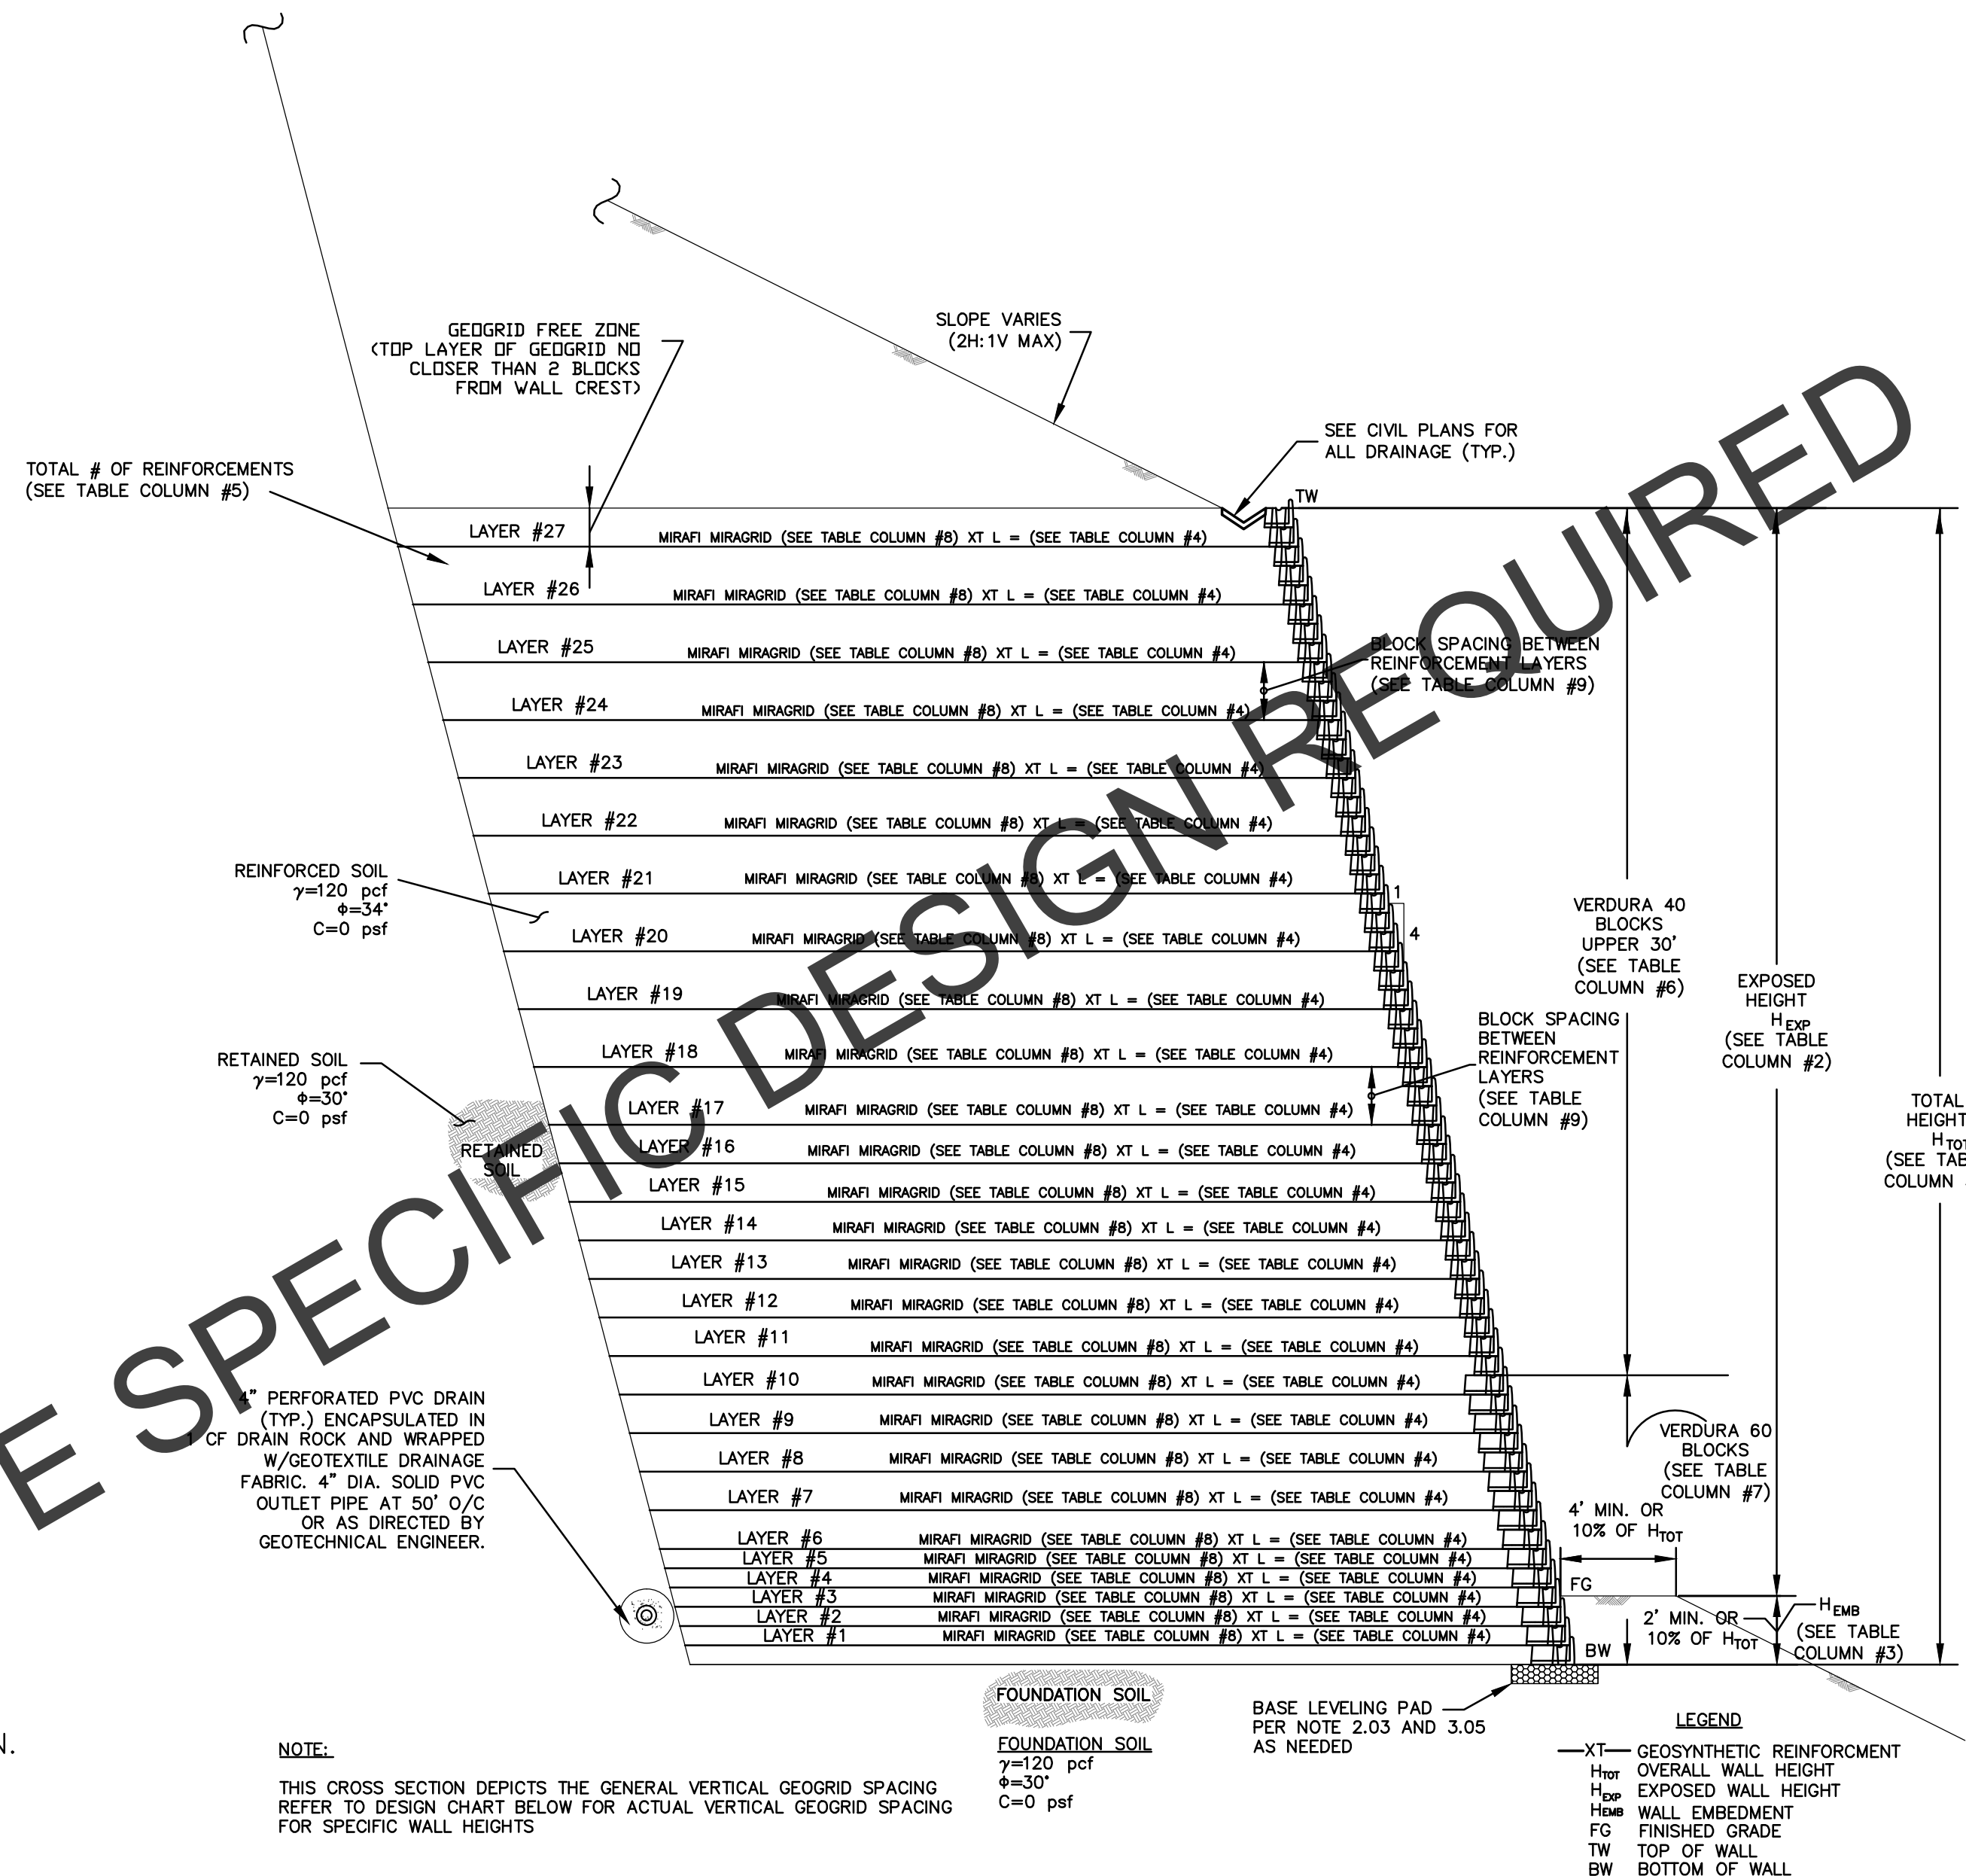 GEOGRID FREE ZONE
(TOP LAYER OF GEOGRID NO
CLOSER THAN 2 BLOCKS
FROM WALL CREST)
SLOPE VARIES
(2H:1V MAX)
SEE CIVIL PLANS FOR
ALL DRAINAGE (TYP.)
TOTAL # OF REINFORCEMENTS
(SEE TABLE COLUMN #5)
TW
LAYER #27 MIRAFI MIRAGRID (SEE TABLE COLUMN #8) XT L = (SEE TABLE COLUMN #4)
LAYER #26 MIRAFI MIRAGRID (SEE TABLE COLUMN #8) XT L = (SEE TABLE COLUMN #4)
LAYER #25 MIRAFI MIRAGRID (SEE TABLE COLUMN #8) XT L = (SEE TABLE COLUMN #4)
BLOCK SPACING BETWEEN
REINFORCEMENT LAYERS
(SEE TABLE COLUMN #9)
LAYER #24 MIRAFI MIRAGRID (SEE TABLE COLUMN #8) XT L = (SEE TABLE COLUMN #4)
LAYER #23 MIRAFI MIRAGRID (SEE TABLE COLUMN #8) XT L = (SEE TABLE COLUMN #4)
LAYER #22 MIRAFI MIRAGRID (SEE TABLE COLUMN #8) XT L = (SEE TABLE COLUMN #4)
LAYER #21 MIRAFI MIRAGRID (SEE TABLE COLUMN #8) XT L = (SEE TABLE COLUMN #4)
1
4
REINFORCED SOIL
γ=120 pcf
Φ=34°
C=0 psf
LAYER #20 MIRAFI MIRAGRID (SEE TABLE COLUMN #8) XT L = (SEE TABLE COLUMN #4)
VERDURA 40
BLOCKS
UPPER 30'
(SEE TABLE
COLUMN #6)
EXPOSED
HEIGHT
HEXP
(SEE TABLE
COLUMN #2)
LAYER #19 MIRAFI MIRAGRID (SEE TABLE COLUMN #8) XT L = (SEE TABLE COLUMN #4)
BLOCK SPACING
BETWEEN
REINFORCEMENT
LAYERS
(SEE TABLE
COLUMN #9)
LAYER #18 MIRAFI MIRAGRID (SEE TABLE COLUMN #8) XT L = (SEE TABLE COLUMN #4)
RETAINED SOIL
γ=120 pcf
Φ=30°
C=0 psf
TOTAL
HEIGHT
HTOT
(SEE
COLUMN
LAYER #17 MIRAFI MIRAGRID (SEE TABLE COLUMN #8) XT L = (SEE TABLE COLUMN #4)
RETAINED
SOIL
LAYER #16 MIRAFI MIRAGRID (SEE TABLE COLUMN #8) XT L = (SEE TABLE COLUMN #4)
LAYER #15 MIRAFI MIRAGRID (SEE TABLE COLUMN #8) XT L = (SEE TABLE COLUMN #4)
LAYER #14 MIRAFI MIRAGRID (SEE TABLE COLUMN #8) XT L = (SEE TABLE COLUMN #4)
LAYER #13 MIRAFI MIRAGRID (SEE TABLE COLUMN #8) XT L = (SEE TABLE COLUMN #4)
LAYER #12 MIRAFI MIRAGRID (SEE TABLE COLUMN #8) XT L = (SEE TABLE COLUMN #4)
LAYER #11 MIRAFI MIRAGRID (SEE TABLE COLUMN #8) XT L = (SEE TABLE COLUMN #4)
LAYER #10 MIRAFI MIRAGRID (SEE TABLE COLUMN #8) XT L = (SEE TABLE COLUMN #4)
LAYER #9 MIRAFI MIRAGRID (SEE TABLE COLUMN #8) XT L = (SEE TABLE COLUMN #4)
LAYER #8 MIRAFI MIRAGRID (SEE TABLE COLUMN #8) XT L = (SEE TABLE COLUMN #4)
LAYER #7 MIRAFI MIRAGRID (SEE TABLE COLUMN #8) XT L = (SEE TABLE COLUMN #4)
LAYER #6 MIRAFI MIRAGRID (SEE TABLE COLUMN #8) XT L = (SEE TABLE COLUMN #4)
LAYER #5 MIRAFI MIRAGRID (SEE TABLE COLUMN #8) XT L = (SEE TABLE COLUMN #4)
LAYER #4 MIRAFI MIRAGRID (SEE TABLE COLUMN #8) XT L = (SEE TABLE COLUMN #4)
LAYER #3 MIRAFI MIRAGRID (SEE TABLE COLUMN #8) XT L = (SEE TABLE COLUMN #4)
LAYER #2 MIRAFI MIRAGRID (SEE TABLE COLUMN #8) XT L = (SEE TABLE COLUMN #4)
LAYER #1 MIRAFI MIRAGRID (SEE TABLE COLUMN #8) XT L = (SEE TABLE COLUMN #4)
4" PERFORATED PVC DRAIN
(TYP.) ENCAPSULATED IN
1 CF DRAIN ROCK AND WRAPPED
W/GEOTEXTILE DRAINAGE
FABRIC. 4" DIA. SOLID PVC
OUTLET PIPE AT 50' O/C
OR AS DIRECTED BY
GEOTECHNICAL ENGINEER.
VERDURA 60
BLOCKS
(SEE TABLE
COLUMN #7)
4' MIN. OR
10% OF HTOT
FG
2' MIN. OR
10% OF HTOT
HEMB
(SEE TABLE
COLUMN #3)
BW
FOUNDATION SOIL
FOUNDATION SOIL
γ=120 pcf
Φ=30°
C=0 psf
BASE LEVELING PAD
PER NOTE 2.03 AND 3.05
AS NEEDED
NOTE:
THIS CROSS SECTION DEPICTS THE GENERAL VERTICAL GEOGRID SPACING
REFER TO DESIGN CHART BELOW FOR ACTUAL VERTICAL GEOGRID SPACING
FOR SPECIFIC WALL HEIGHTS
LEGEND
XT GEOSYNTHETIC REINFORCMENT
HTOT OVERALL WALL HEIGHT
HEXP EXPOSED WALL HEIGHT
HEMB WALL EMBEDMENT
FG FINISHED GRADE
TW TOP OF WALL
BW BOTTOM OF WALL
E SPECIFIC DESIGN REQUIRED